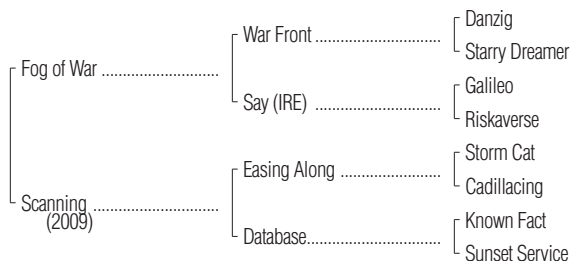 Danzig
War Front ........................................
Starry Dreamer
Fog of War ..................................
Galileo
Say (IRE) ........................................
Riskaverse
Storm Cat
Easing Along ..................................
Cadillacing
Scanning ....................................
(2009)
Known Fact
Database..........................................
Sunset Service